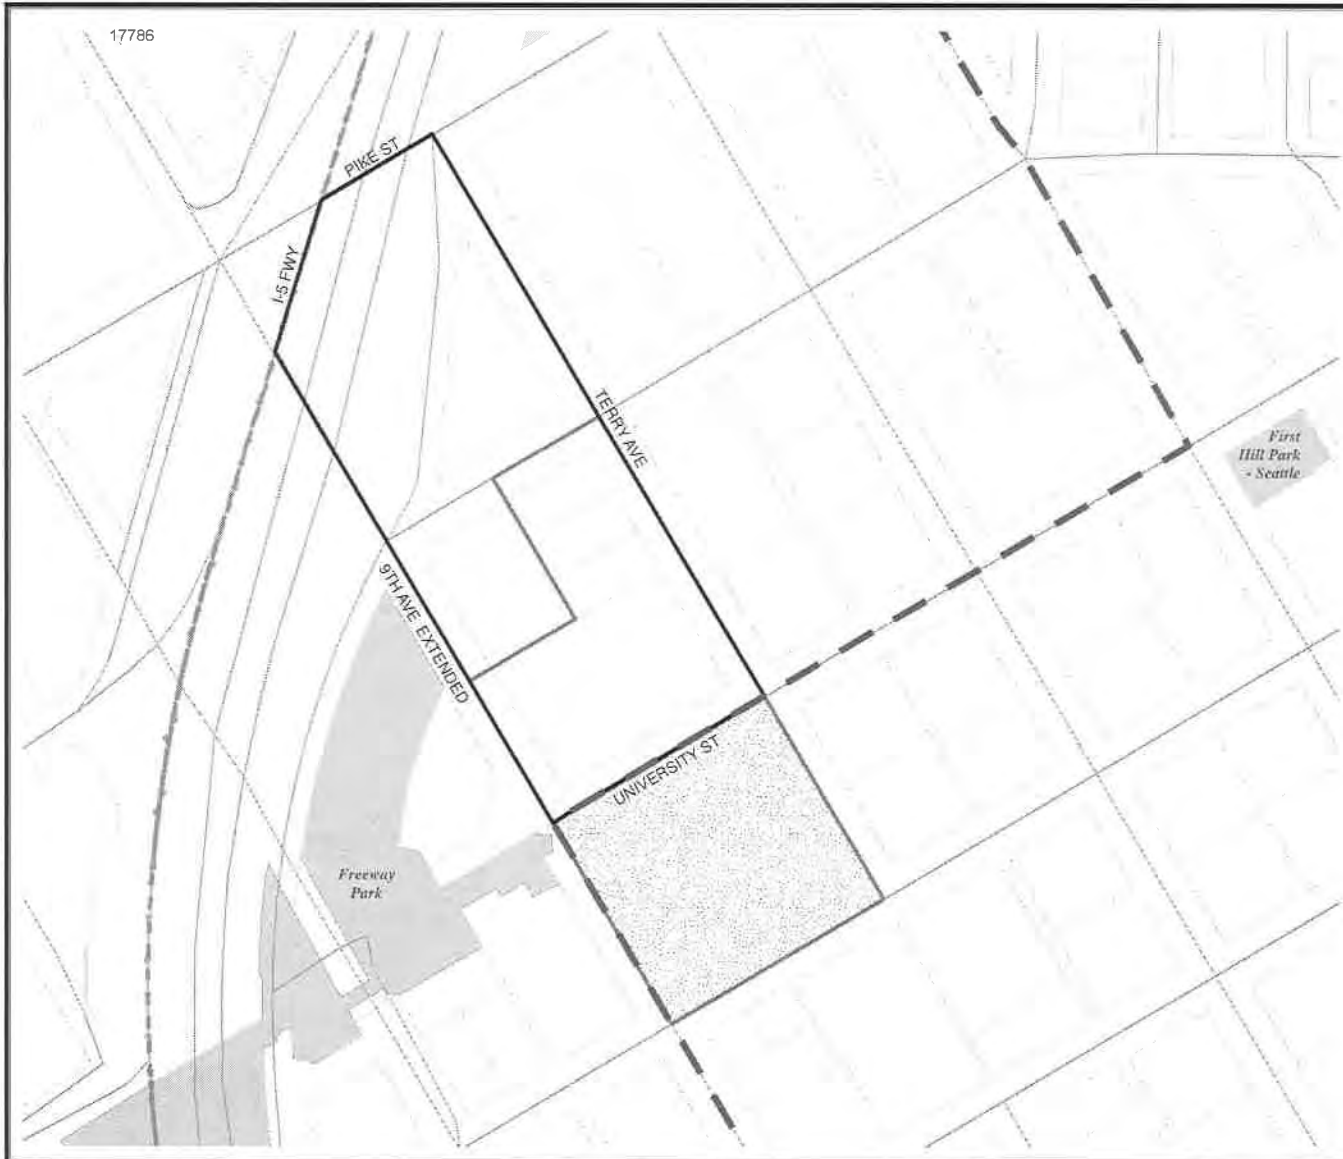 17786
PIKE ST
I-5 FWY
TERRY AVE
First
Hill Park
- Seattle
9TH AVE EXTENDED
UNIVERSITY ST
Freeway
Park